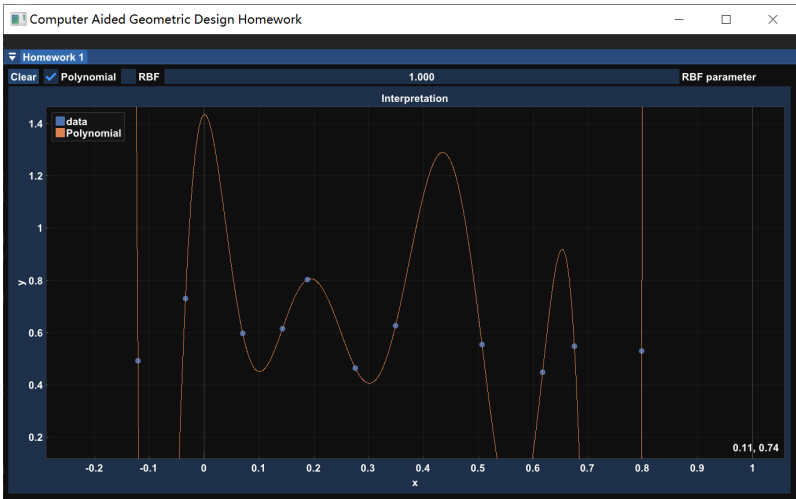 Computer Aided Geometric Design Homework
Homework 1
Clear Polynomial RBF 1.000 RBF parameter
Interpretation
data
Polynomial
1.4
1.2
1
0.8
0.6
0.4
0.2
y
0.11, 0.74
-0.2 -0.1 0 0.1 0.2 0.3 0.4 0.5 0.6 0.7 0.8 0.9 1
x